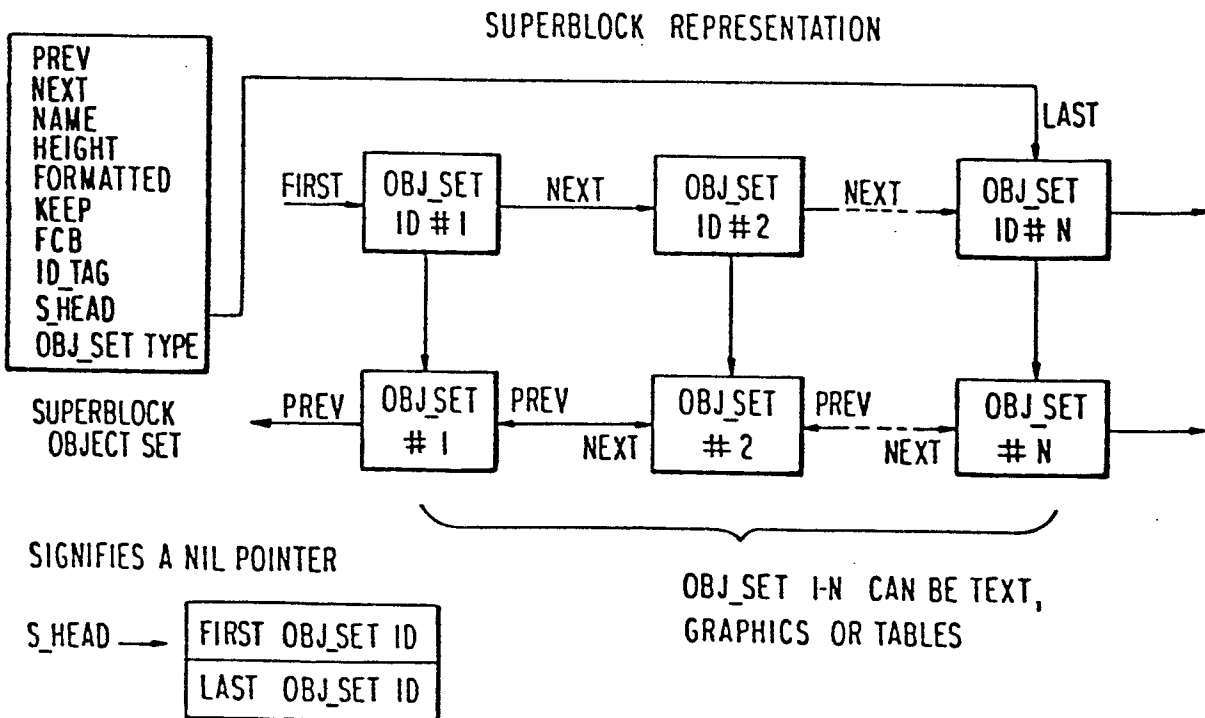 SUPERBLOCK REPRESENTATION
PREV
NEXT
NAME
HEIGHT
FORMATTED
KEEP
FCB
ID_TAG
S_HEAD
OBJ_SET TYPE
SUPERBLOCK
OBJECT SET
LAST
FIRST
OBJ_SET
ID # 1
NEXT
OBJ_SET
ID # 2
NEXT
OBJ_SET
ID # N
PREV
OBJ_SET
# 1
PREV
NEXT
OBJ_SET
# 2
PREV
NEXT
OBJ_SET
# N
SIGNIFIES A NIL POINTER
S_HEAD
FIRST OBJ_SET ID
LAST OBJ_SET ID
OBJ_SET 1-N CAN BE TEXT,
GRAPHICS OR TABLES